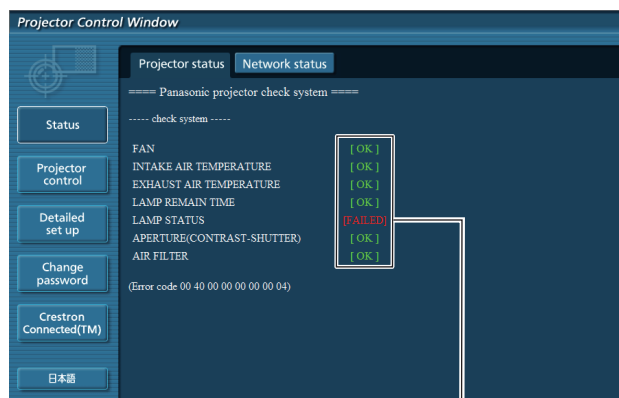 Projector Control Window
Projector status
Network status
==== Panasonic projector check system ====
----- check system -----
FAN [ OK ]
INTAKE AIR TEMPERATURE [ OK ]
EXHAUST AIR TEMPERATURE [ OK ]
LAMP REMAIN TIME [ OK ]
LAMP STATUS [FAILED]
APERTURE(CONTRAST-SHUTTER) [ OK ]
AIR FILTER [ OK ]
(Error code 00 40 00 00 00 00 00 04)
Status
Projector
control
Detailed
set up
Change
password
Crestron
Connected(TM)
日本語